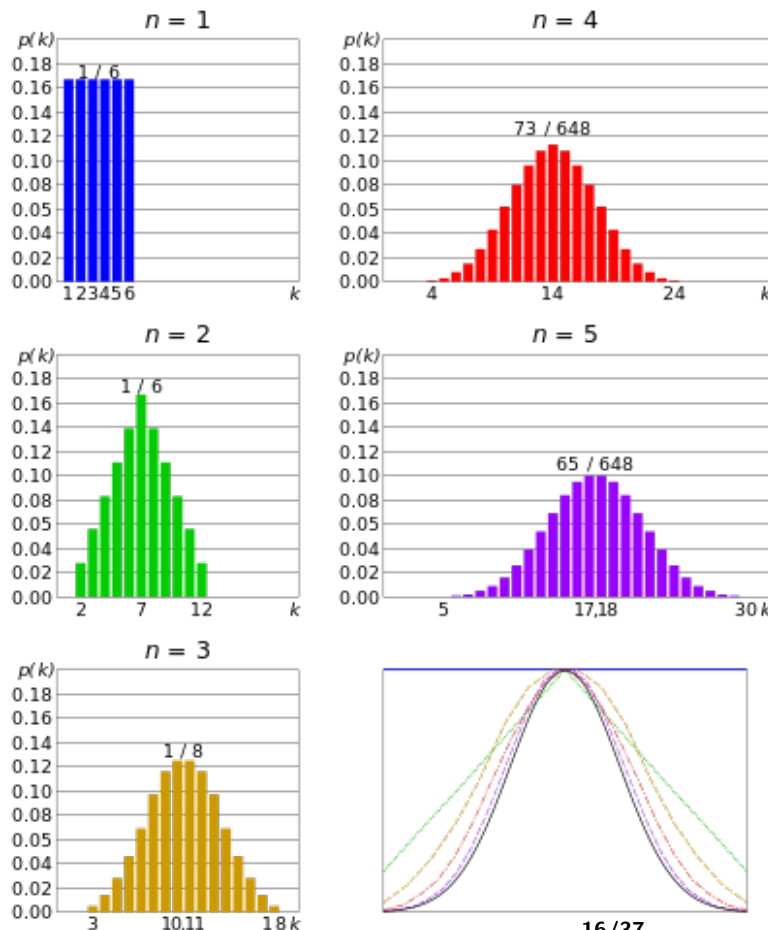 n = 1
p(k)
0.18
0.16
0.14
0.12
0.10
0.08
0.05
0.04
0.02
0.00
1 / 6
1 2 3 4 5 6 k
n = 4
p(k)
0.18
0.16
0.14
0.12
0.10
0.08
0.05
0.04
0.02
0.00
73 / 648
4 14 24 k
n = 2
p(k)
0.18
0.16
0.14
0.12
0.10
0.08
0.05
0.04
0.02
0.00
1 / 6
2 7 12 k
n = 5
p(k)
0.18
0.16
0.14
0.12
0.10
0.08
0.05
0.04
0.02
0.00
65 / 648
5 17,18 30 k
n = 3
p(k)
0.18
0.16
0.14
0.12
0.10
0.08
0.06
0.04
0.02
0.00
1 / 8
3 10,11 18 k
16/37